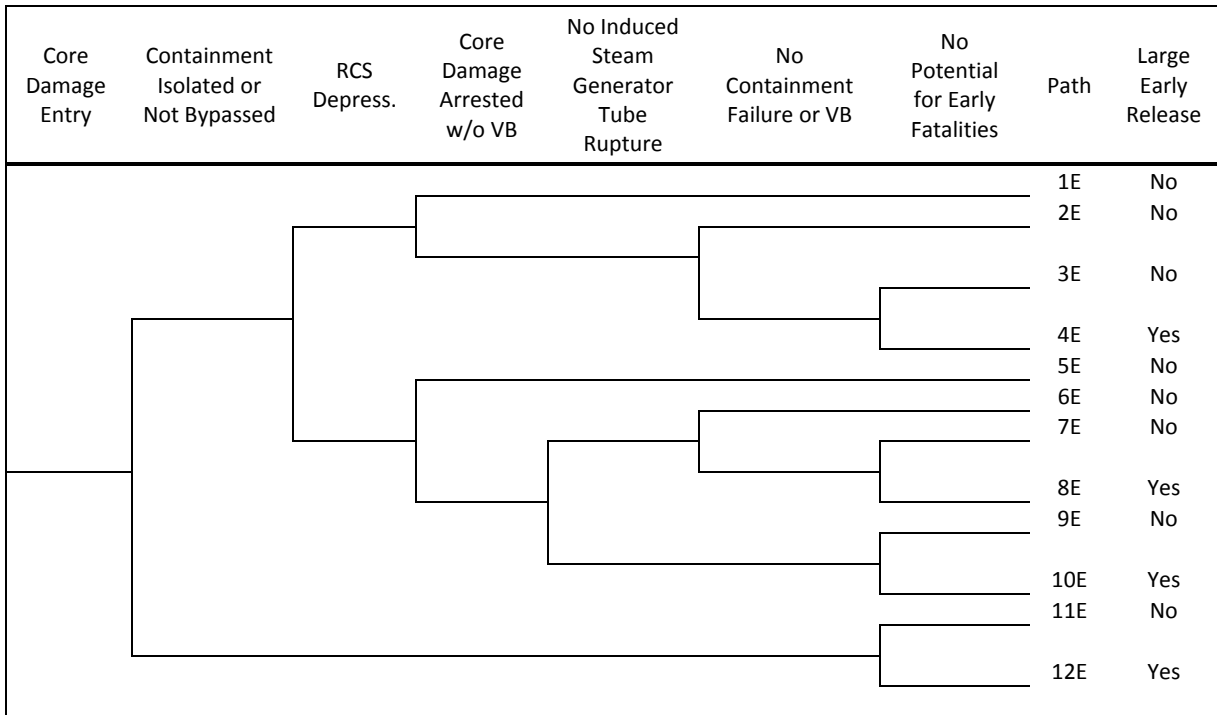 Core
Damage
Entry
Containment
Isolated or
Not Bypassed
RCS
Depress.
Core
Damage
Arrested
w/o VB
No Induced
Steam
Generator
Tube
Rupture
No
Containment
Failure or VB
No
Potential
for Early
Fatalities
Path
Large
Early
Release
1E No
2E No
3E No
4E Yes
5E No
6E No
7E No
8E Yes
9E No
10E Yes
11E No
12E Yes